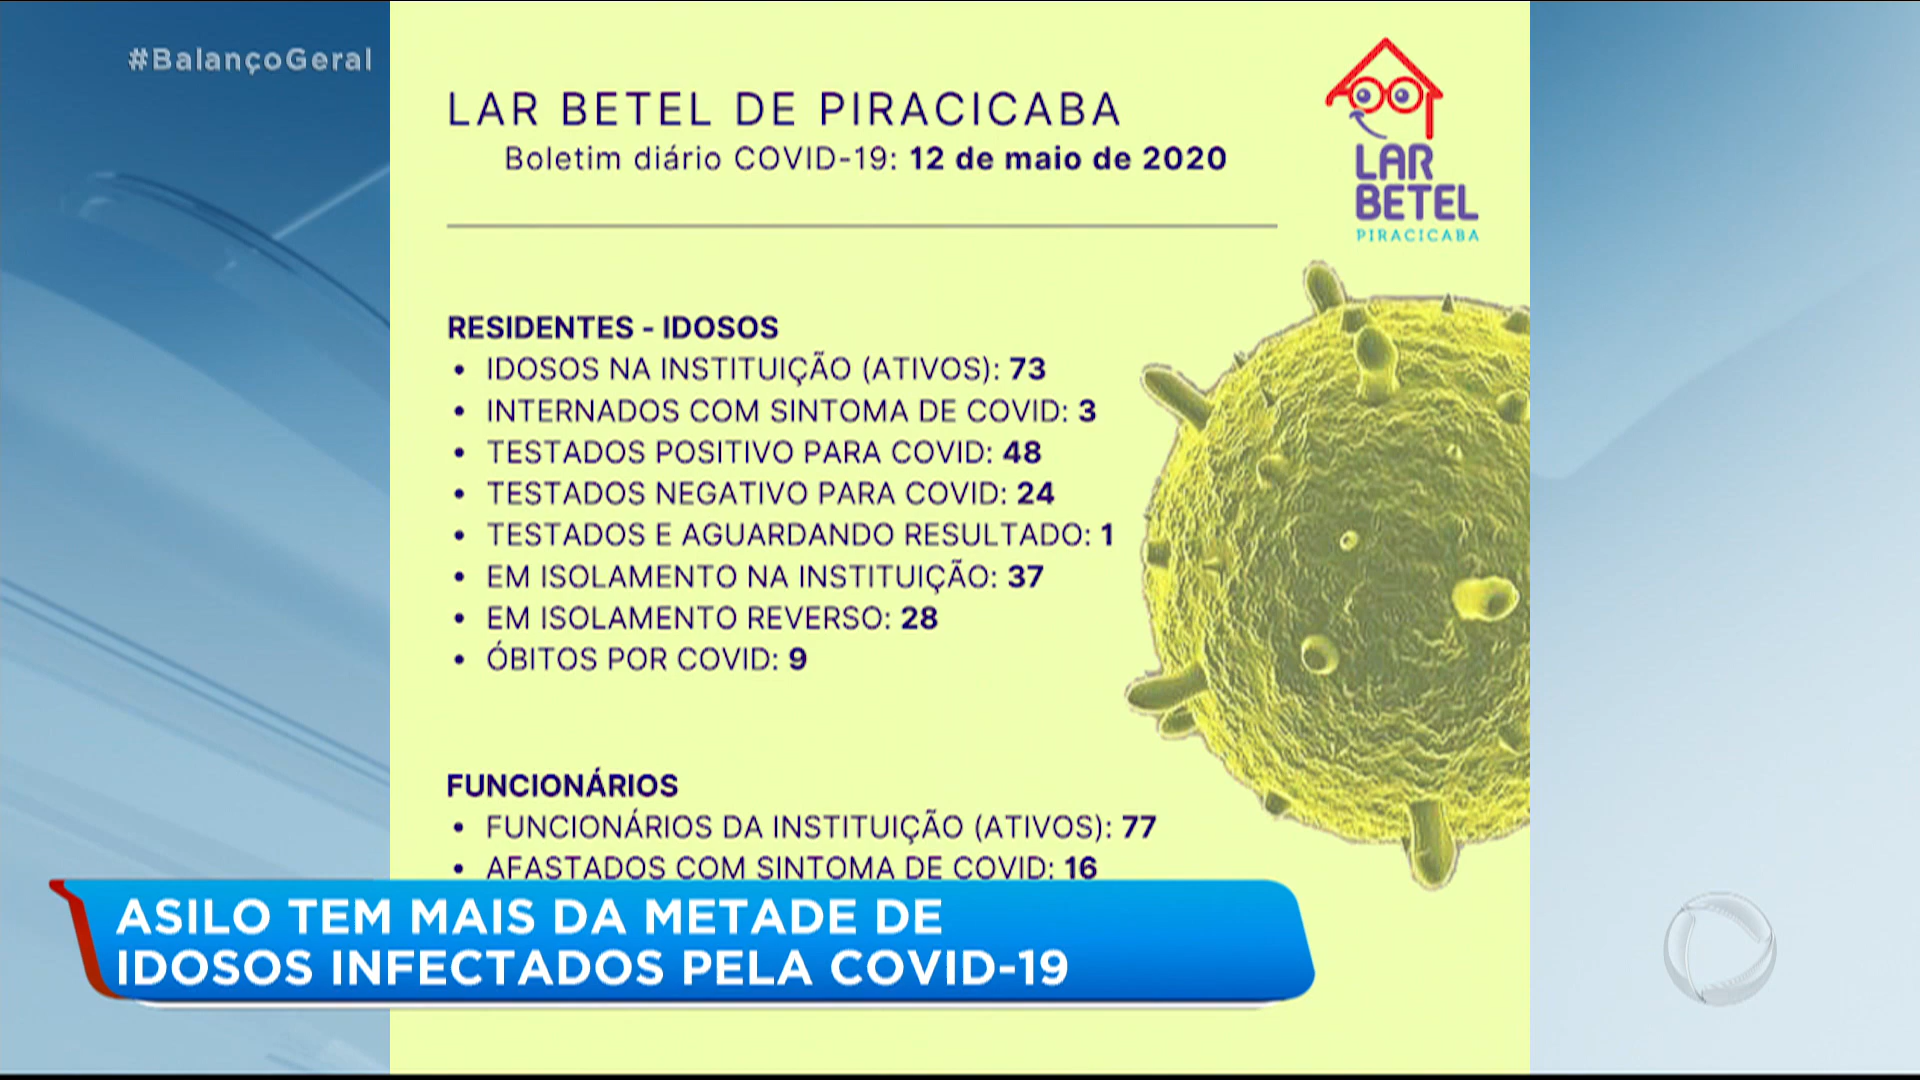 #BalançoGeral
LAR BETEL DE PIRACICABA
Boletim diário COVID-19: 12 de maio de 2020
LAR
BETEL
PIRACICABA
RESIDENTES - IDOSOS
• IDOSOS NA INSTITUIÇÃO (ATIVOS): 73
• INTERNADOS COM SINTOMA DE COVID: 3
• TESTADOS POSITIVO PARA COVID: 48
• TESTADOS NEGATIVO PARA COVID: 24
• TESTADOS E AGUARDANDO RESULTADO: 1
• EM ISOLAMENTO NA INSTITUIÇÃO: 37
• EM ISOLAMENTO REVERSO: 28
• ÓBITOS POR COVID: 9
FUNCIONÁRIOS
• FUNCIONÁRIOS DA INSTITUIÇÃO (ATIVOS): 77
• AFASTADOS COM SINTOMA DE COVID: 16
ASILO TEM MAIS DA METADE DE
IDOSOS INFECTADOS PELA COVID-19